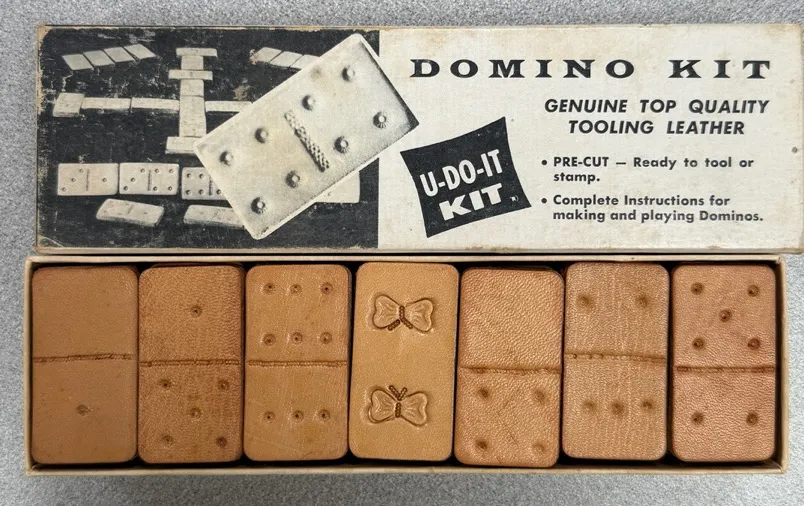 DOMINO KIT
GENUINE TOP QUALITY
TOOLING LEATHER
U-DO-IT
KIT
• PRE-CUT — Ready to tool or
stamp.
• Complete Instructions for
making and playing Dominos.